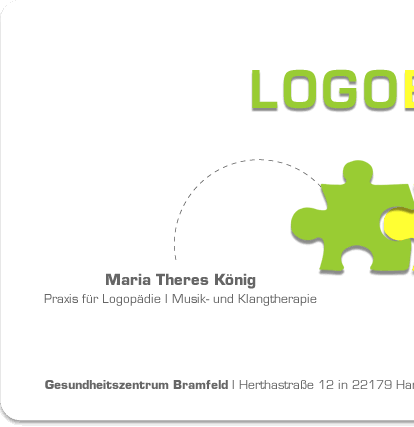 LOGO
Maria Theres König
Praxis für Logopädie I Musik- und Klangtherapie
Gesundheitszentrum Bramfeld I Herthastraße 12 in 22179